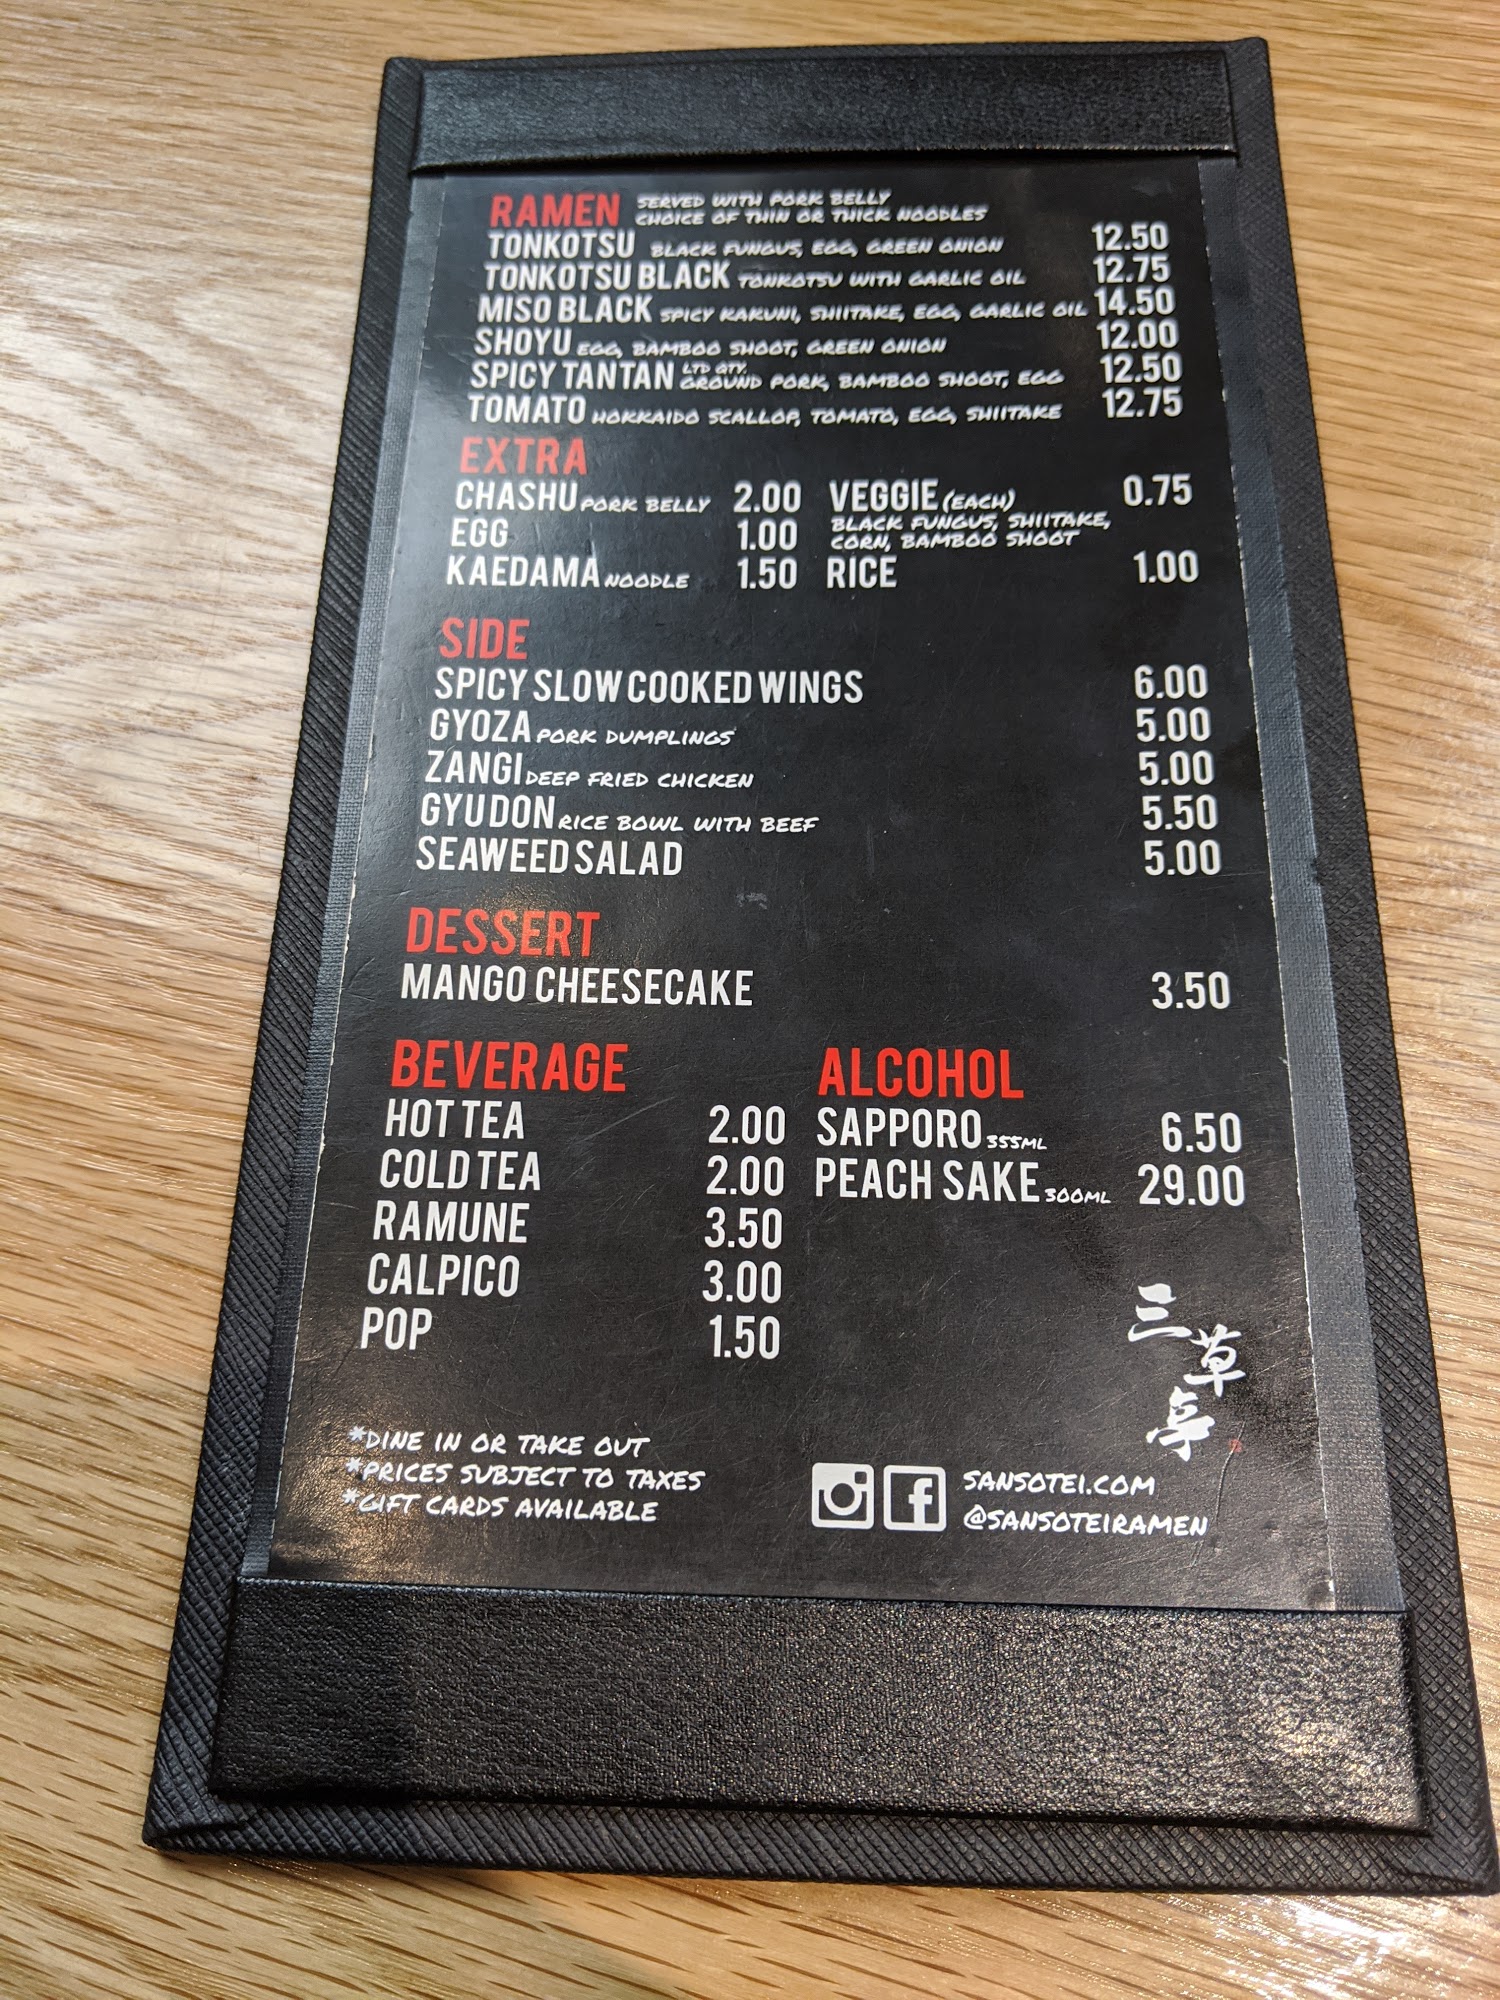 RAMEN SERVED WITH PORK BELLY
CHOICE OF THIN OR THICK NOODLES
TONKOTSU BLACK FUNGUS, EGG, GREEN ONION 12.50
TONKOTSU BLACK TONKOTSU WITH GARLIC OIL 12.75
MISO BLACK SPICY KAKUNI, SHIITAKE, EGG, GARLIC OIL 14.50
SHOYU EGG, BAMBOO SHOOT, GREEN ONION 12.00
SPICY TANTAN LTD QTY. GROUND PORK, BAMBOO SHOOT, EGG 12.50
TOMATO HOKKAIDO SCALLOP, TOMATO, EGG, SHIITAKE 12.75
EXTRA
CHASHU PORK BELLY 2.00
EGG 1.00
KAEDAMA NOODLE 1.50
VEGGIE (EACH) 0.75
BLACK FUNGUS, SHIITAKE,
CORN, BAMBOO SHOOT
RICE 1.00
SIDE
SPICY SLOW COOKED WINGS 6.00
GYOZA PORK DUMPLINGS 5.00
ZANGI DEEP FRIED CHICKEN 5.00
GYUDON RICE BOWL WITH BEEF 5.50
SEAWEED SALAD 5.00
DESSERT
MANGO CHEESECAKE 3.50
BEVERAGE
HOT TEA 2.00
COLD TEA 2.00
RAMUNE 3.50
CALPICO 3.00
POP 1.50
ALCOHOL
SAPPORO 355ML 6.50
PEACH SAKE 300ML 29.00
三草亭
*DINE IN OR TAKE OUT
*PRICES SUBJECT TO TAXES
*GIFT CARDS AVAILABLE
SANSOTEI.COM
@SANSOTEIRAMEN